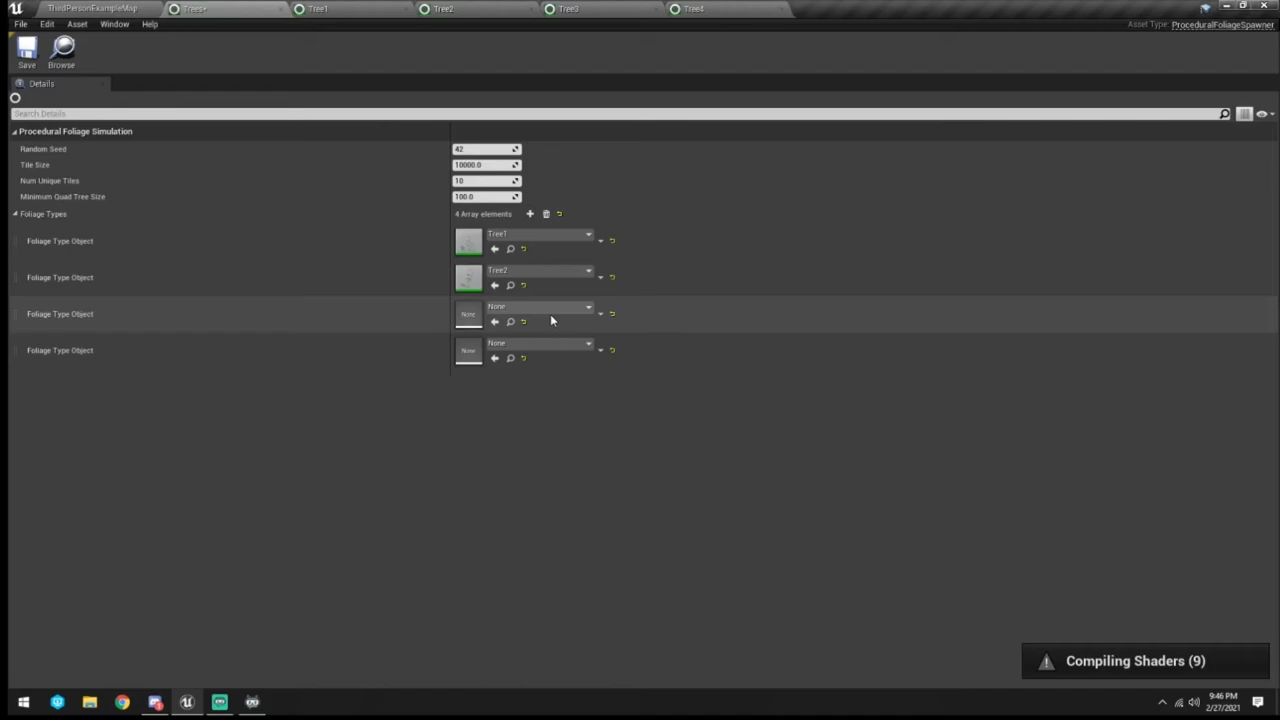 ThirdPersonExampleMap
Trees*
Tree1
Tree2
Tree3
Tree4
File Edit Asset Window Help
Asset Type: ProceduralFoliageSpawner
Save Browse
Details
Search Details
Procedural Foliage Simulation
Random Seed 42
Tile Size 10000.0
Num Unique Tiles 10
Minimum Quad Tree Size 100.0
Foliage Types 4 Array elements
Foliage Type Object Tree1
Foliage Type Object Tree2
Foliage Type Object None None
Foliage Type Object None None
Compiling Shaders (9)
9:46 PM
2/27/2021